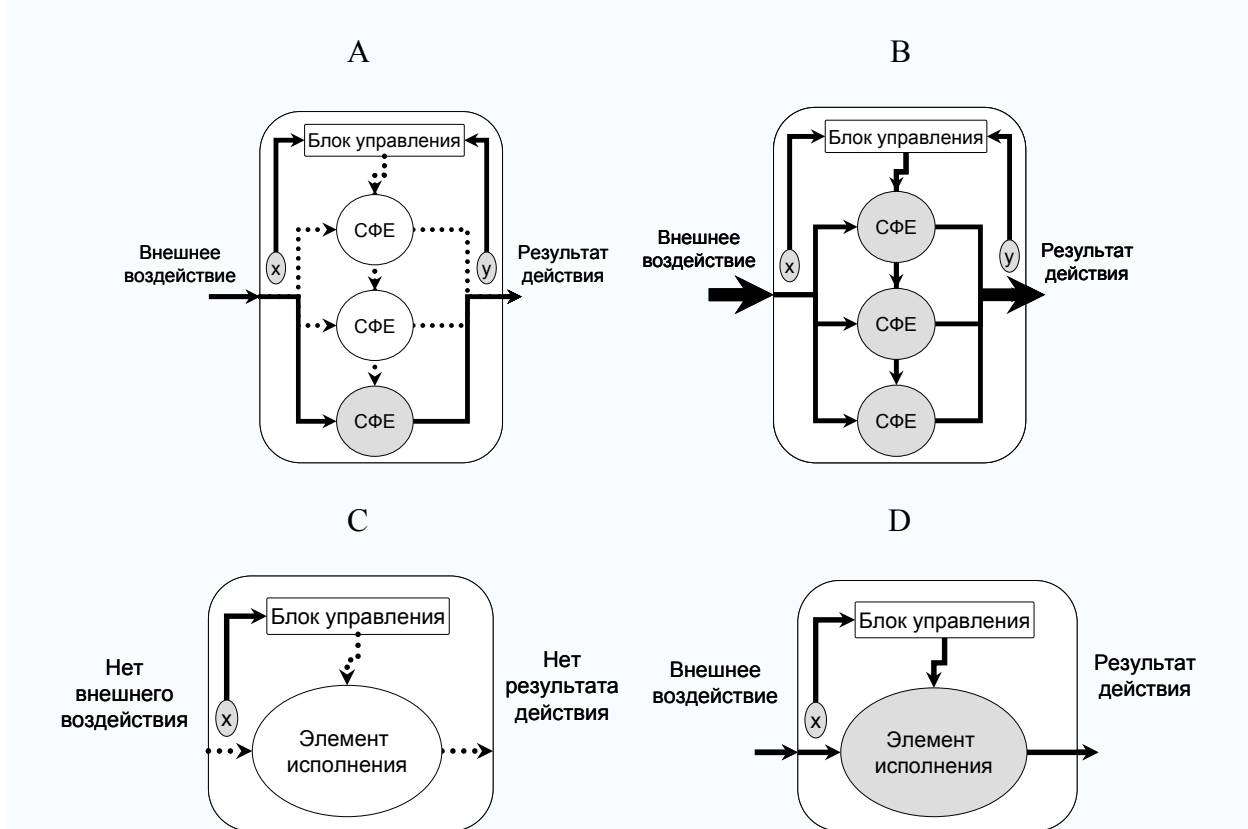 A
Блок управления
СФЕ
Внешнее
воздействие
x
y
Результат
действия
СФЕ
СФЕ
B
Блок управления
СФЕ
Внешнее
воздействие
x
y
Результат
действия
СФЕ
СФЕ
C
Блок управления
Нет
внешнего
воздействия
x
Элемент
исполнения
Нет
результата
действия
D
Блок управления
Внешнее
воздействие
x
Элемент
исполнения
Результат
действия